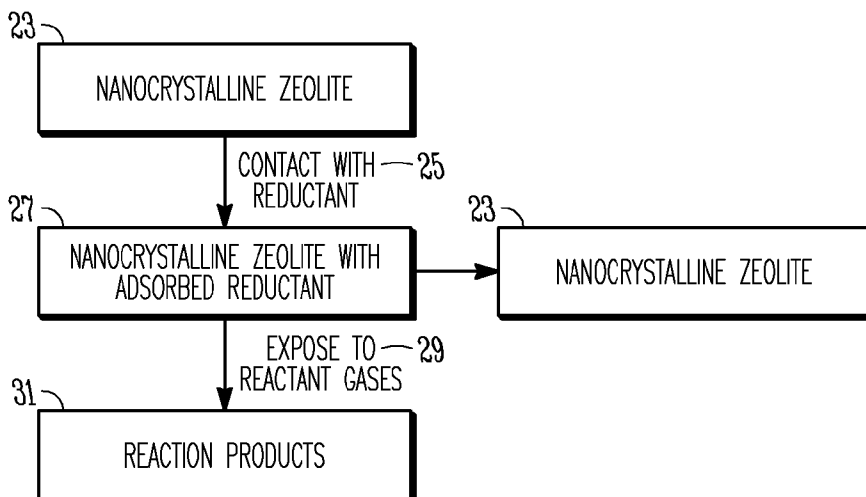 23
NANOCRYSTALLINE ZEOLITE
CONTACT WITH 25
REDUCTANT
27
NANOCRYSTALLINE ZEOLITE WITH
ADSORBED REDUCTANT
23
NANOCRYSTALLINE ZEOLITE
EXPOSE TO 29
REACTANT GASES
31
REACTION PRODUCTS